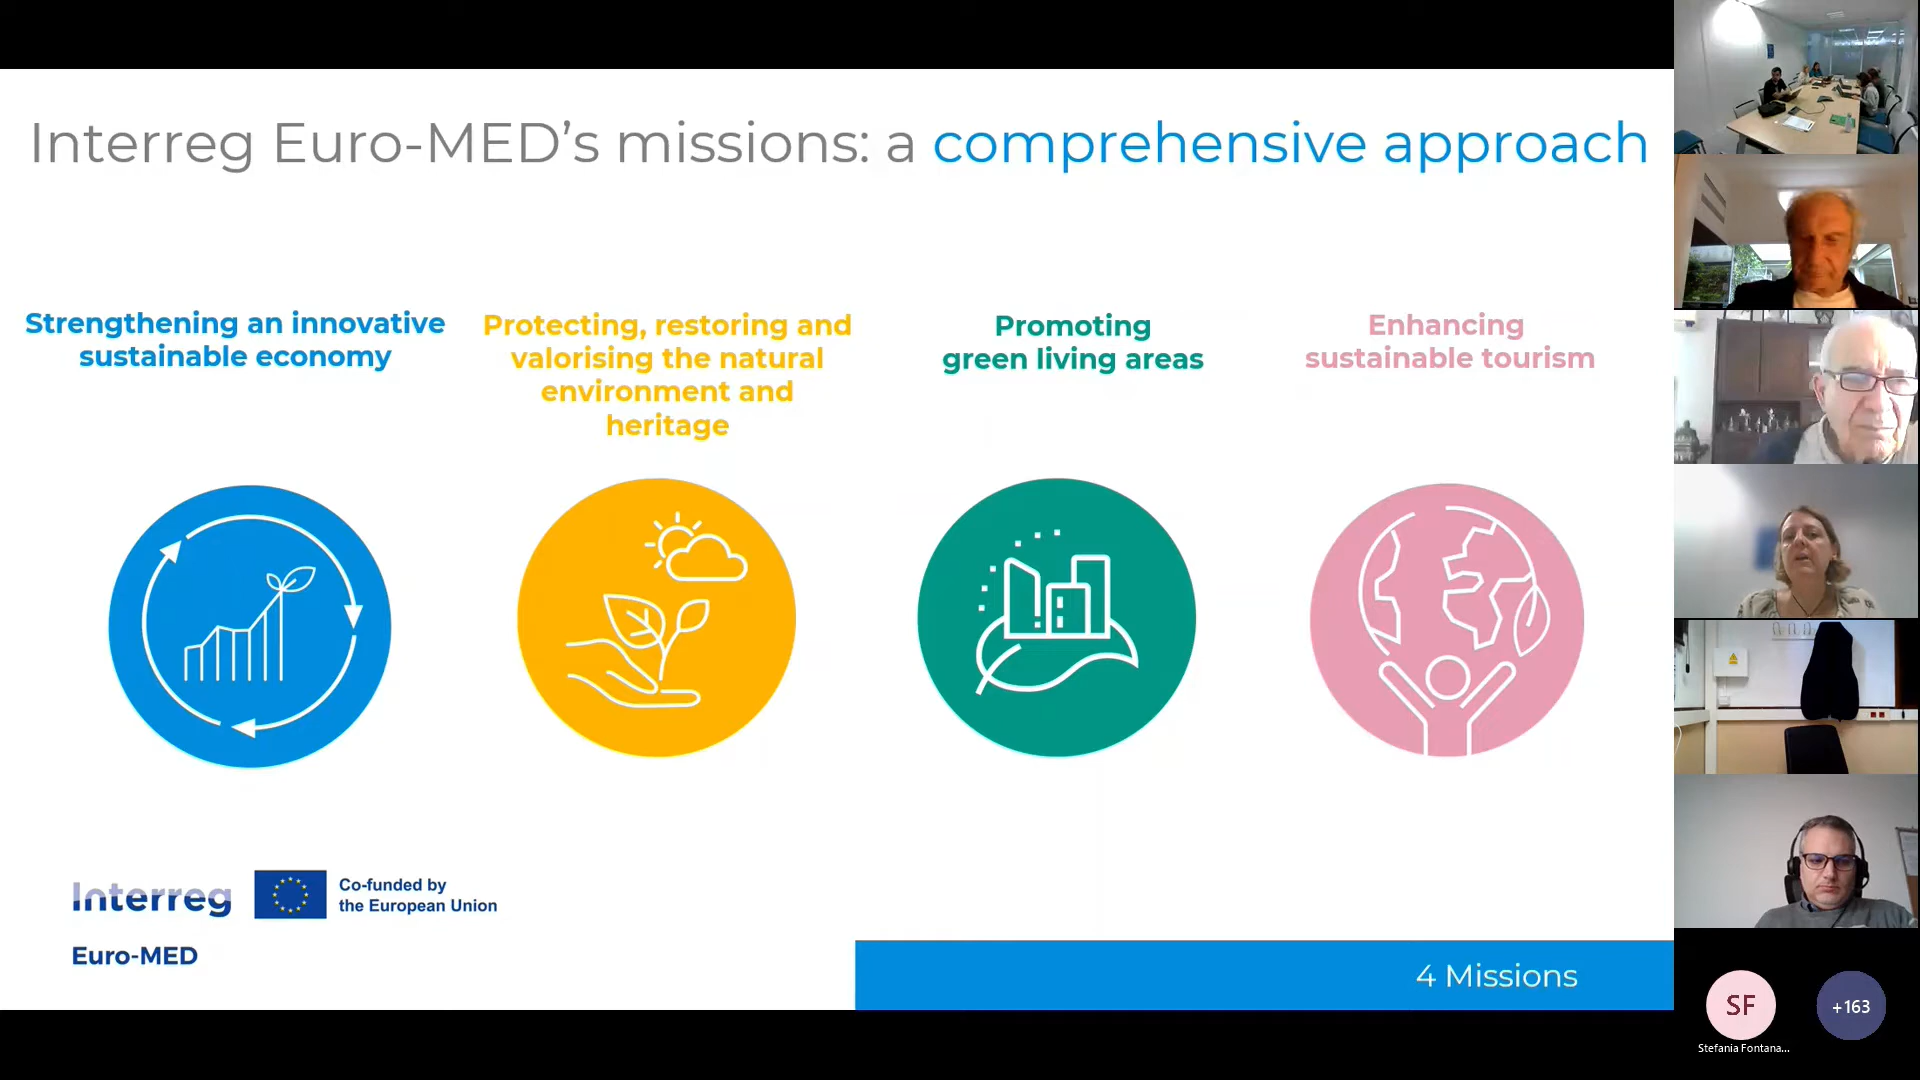 Interreg Euro-MED’s missions: a comprehensive approach
Strengthening an innovative
sustainable economy
Protecting, restoring and
valorising the natural
environment and
heritage
Promoting
green living areas
Enhancing
sustainable tourism
Interreg
Co-funded by
the European Union
Euro-MED
4 Missions
SF
+163
Stefania Fontana...